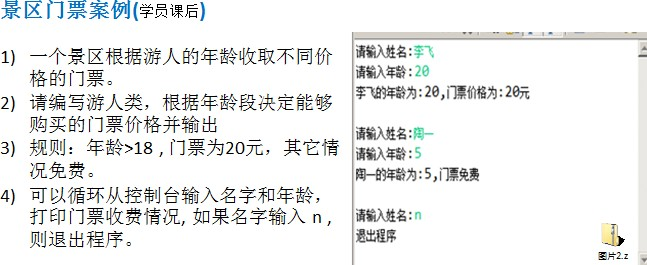 景区门票案例(学员课后)
1) 一个景区根据游人的年龄收取不同价
格的门票。
2) 请编写游人类，根据年龄段决定能够
购买的门票价格并输出
3) 规则：年龄>18 , 门票为20元，其它情
况免费。
4) 可以循环从控制台输入名字和年龄，
打印门票收费情况, 如果名字输入 n ,
则退出程序。
请输入姓名:李飞
请输入年龄:20
李飞的年龄为:20,门票价格为:20元
请输入姓名:陶一
请输入年龄:5
陶一的年龄为:5,门票免费
请输入姓名:n
退出程序
图片2.z